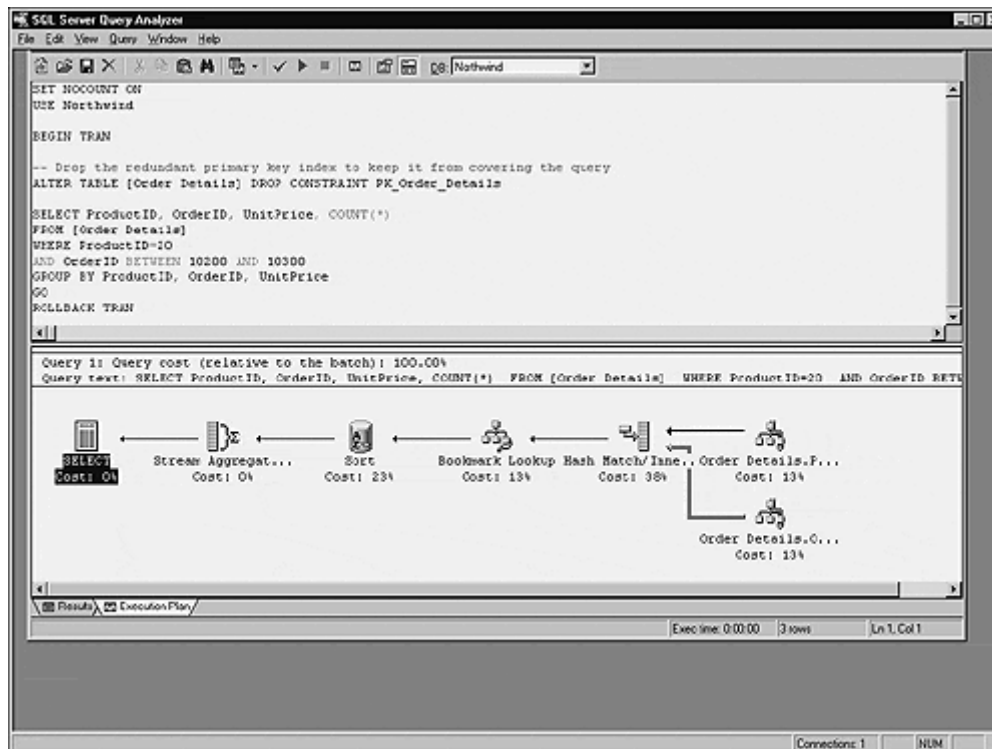 SQL Server Query Analyzer
File Edit View Query Window Help
DB: Northwind
SET NOCOUNT ON
USE Northwind
BEGIN TRAN
-- Drop the redundant primary key index to keep it from covering the query
ALTER TABLE [Order Details] DROP CONSTRAINT PK_Order_Details
SELECT ProductID, OrderID, UnitPrice, COUNT(*)
FROM [Order Details]
WHERE ProductID=20
AND OrderID BETWEEN 10200 AND 10300
GROUP BY ProductID, OrderID, UnitPrice
GO
ROLLBACK TRAN
Query 1: Query cost (relative to the batch): 100.00%
Query text: SELECT ProductID, OrderID, UnitPrice, COUNT(*) FROM [Order Details] WHERE ProductID=20 AND OrderID BETW
SELECT Stream Aggregat... Sort Bookmark Lookup Hash Match/Inne... Order Details.P...
Cost: 0% Cost: 0% Cost: 23% Cost: 13% Cost: 38% Cost: 13%
Order Details.O...
Cost: 13%
Results Execution Plan
Exec time: 0:00:00 3 rows Ln 1, Col 1
Connections: 1 NUM